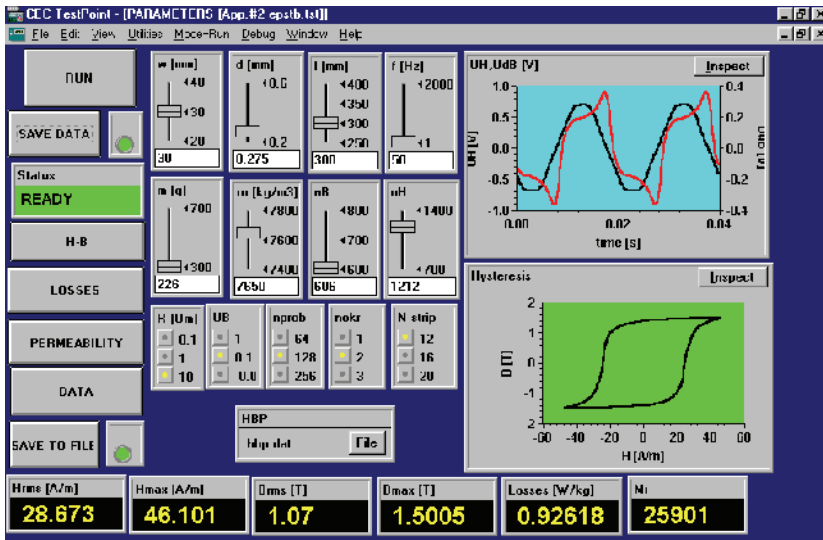 CEC TestPoint - [PARAMETERS [App.#2 epstb.tst]]
File Edit View Utilities Mode-Run Debug Window Help
RUN
SAVE DATA
Status
READY
H-B
LOSSES
PERMEABILITY
DATA
SAVE TO FILE
w [mm]
40
30
20
30
d [mm]
0.6
0.2
0.275
l [mm]
400
350
300
250
300
f [Hz]
2000
1
50
m [g]
700
300
226
m [kg/m3]
7800
7600
7400
7650
nB
800
700
600
606
nH
1400
700
1212
0.1
1
10
UB
1
0.1
nprob
64
128
256
nokr
1
2
3
N strip
12
16
20
HBP
File
UH,UdB [V]
Inspect
UH [V]
1.0
0.5
0.0
-0.5
-1.0
0.4
0.2
0.0
-0.2
-0.4
0.00
0.02
0.04
time [s]
Hysteresis
Inspect
2
1
0
-1
2
-60
-40
-20
0
20
40
60
H [A/m]
Hrms [A/m]
28.673
Hmax [A/m]
46.101
Brms [T]
1.07
Bmax [T]
1.5005
Losses [W/kg]
0.92618
25901